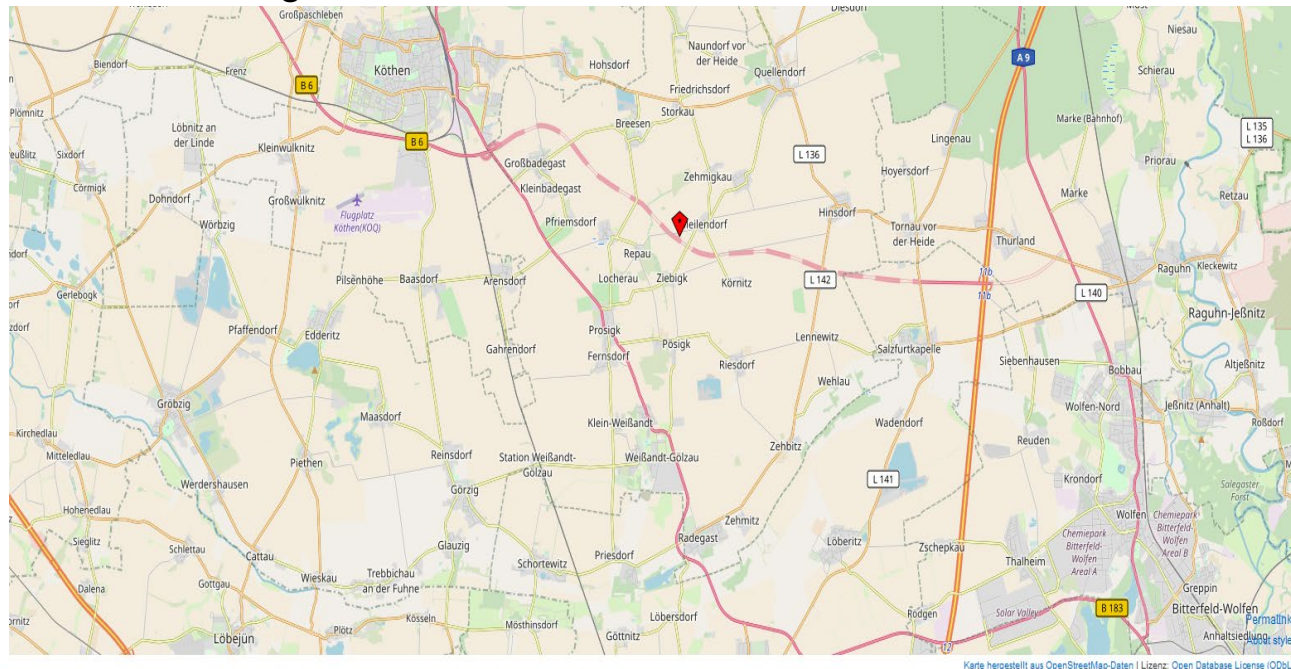 Großpaschleben
Diesdorf
Niesau
Naundorf vor
der Heide
A 9
Biendorf
Frenz
Köthen
Hohsdorf
Quellendorf
Schierau
B 6
Friedrichsdorf
Plömnitz
Storkau
Marke (Bahnhof)
Löbnitz an
der Linde
Breesen
L 135
L 136
Kleinwülknitz
B 6
Lingenau
Sixdorf
Großbadegast
L 136
Priorau
Cörmigk
Kleinbadegast
Zehmigkau
Hoyersdorf
Dohndorf
Großwülknitz
Marke
Retzau
Flugplatz
Köthen(KOQ)
Wörbzig
Pfriemsdorf
Meilendorf
Hinsdorf
Tornau vor
der Heide
Thurland
Repau
Raguhn
Kleckewitz
Pilsenhöhe
Baasdorf
Arensdorf
Locherau
Ziebigk
Körnitz
L 142
11b
11b
L 140
Gerlebogk
Raguhn-Jeßnitz
Pfaffendorf
Edderitz
Prosigk
Gahrendorf
Fernsdorf
Pösigk
Lennewitz
Salzfurtkapelle
Siebenhausen
Riesdorf
Altjeßnitz
Bobbau
Wehlau
Gröbzig
Wolfen-Nord
Jeßnitz (Anhalt)
Maasdorf
Klein-Weißandt
Wadendorf
Roßdorf
Kirchedlau
Zehbitz
Reuden
Mitteledlau
Piethen
Reinsdorf
Station Weißandt-
Gölzau
Weißandt-Gölzau
Werdershausen
Görzig
L 141
Krondorf
Salegaster
Forst
Hohenedlau
Zehmitz
Wolfen
Chemiepark
Bitterfeld-
Wolfen
Areal B
Sieglitz
Radegast
Löberitz
Chemiepark
Bitterfeld-
Wolfen
Areal A
Schlettau
Cattau
Glauzig
Schortewitz
Priesdorf
Zschepkau
Thalheim
Gottgau
Wieskau
Trebbichau
an der Fuhne
Greppin
Dalena
Solar Valley
B 183
Rödgen
Bitterfeld-Wolfen
Löbejün
Plötz
Kösseln
Mösthinsdorf
Löbersdorf
Göttnitz
12
Anhaltsiedlung
Permalink
Karte hergestellt aus OpenStreetMap-Daten | Lizenz: Open Database License (ODbL)